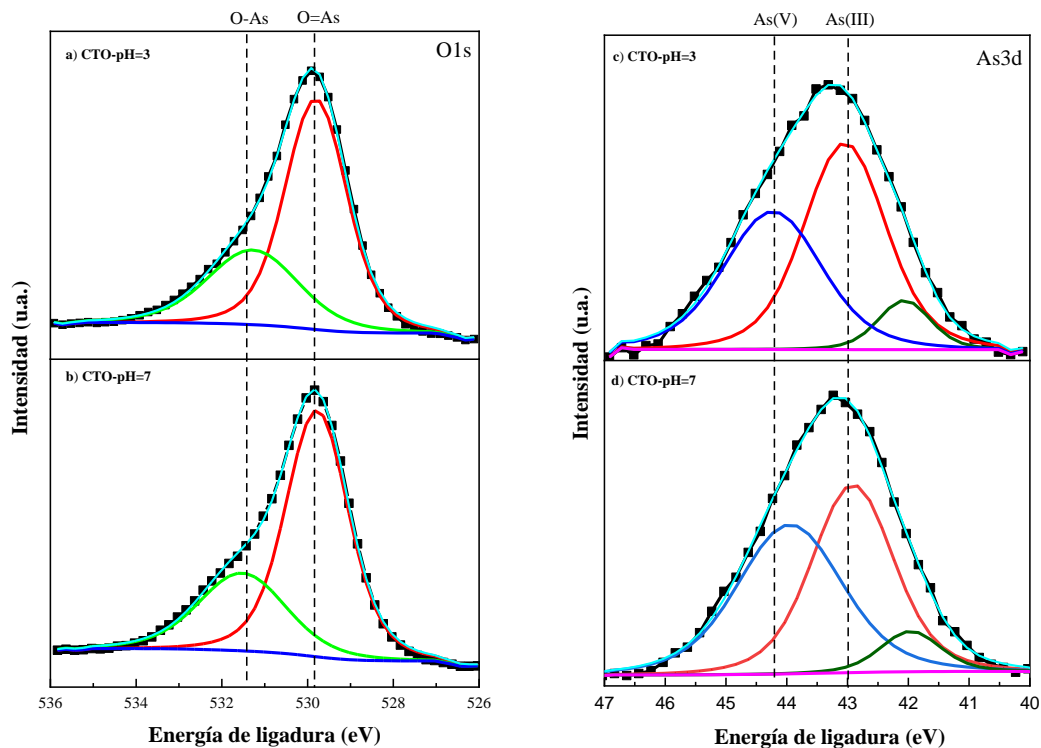 O-As O=As
a) CTO-pH=3
O1s
b) CTO-pH=7
Intensidad (u.a.)
536 534 532 530 528 526
Energía de ligadura (eV)
As(V) As(III)
c) CTO-pH=3
As3d
d) CTO-pH=7
Intensidad (u.a.)
47 46 45 44 43 42 41 40
Energía de ligadura (eV)